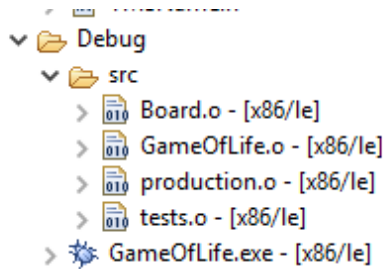 Debug
src
Board.o - [x86/le]
GameOfLife.o - [x86/le]
production.o - [x86/le]
tests.o - [x86/le]
GameOfLife.exe - [x86/le]